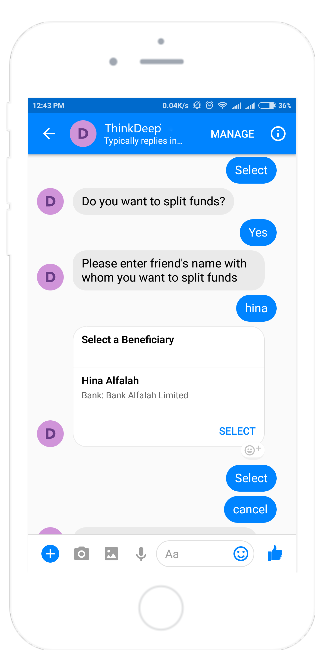 12:43 PM 0.04K/s 36%
ThinkDeep
MANAGE
Typically replies in...
Select
D
Do you want to split funds?
Yes
Please enter friend's name with
whom you want to split funds
D
hina
Select a Beneficiary
Hina Alfalah
Bank: Bank Alfalah Limited
SELECT
D
Select
cancel
Aa